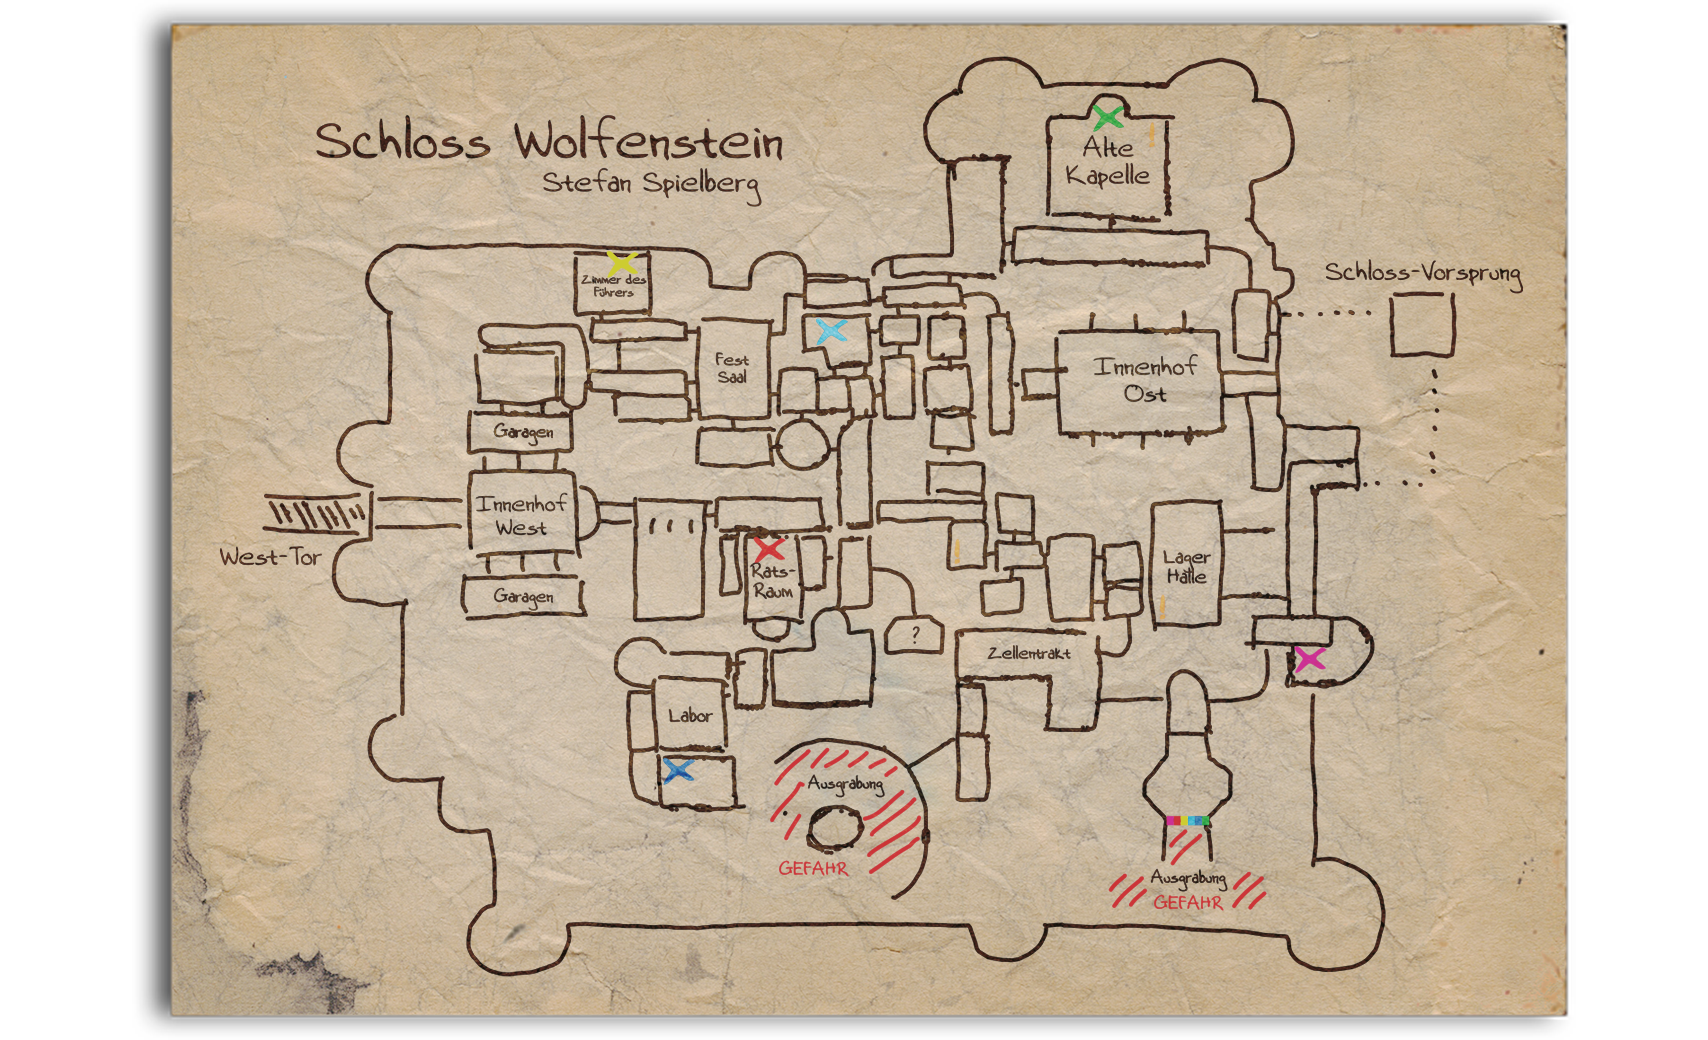 Schloss Wolfenstein
Stefan Spielberg
Alte
Kapelle
Zimmer des
Führers
Schloss-Vorsprung
Fest
Saal
Innenhof
Ost
Garagen
Innenhof
West
West-Tor
Garagen
Rats-
Raum
Lager
Halle
?
Zellentrakt
Labor
Ausgrabung
GEFAHR
Ausgrabung
GEFAHR